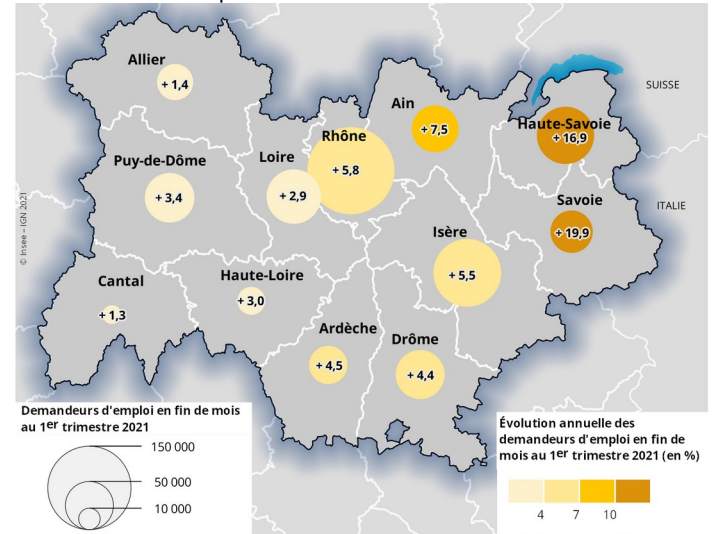 Allier
+ 1,4
SUISSE
Ain
+ 7,5
Haute-Savoie
+ 16,9
Rhône
+ 5,8
Puy-de-Dôme
+ 3,4
Loire
+ 2,9
Savoie
+ 19,9
ITALIE
Isère
+ 5,5
© Insee – IGN 2021
Cantal
+ 1,3
Haute-Loire
+ 3,0
Ardèche
+ 4,5
Drôme
+ 4,4
Demandeurs d'emploi en fin de mois
au 1er trimestre 2021
150 000
50 000
10 000
Évolution annuelle des
demandeurs d'emploi en fin de
mois au 1er trimestre 2021 (en %)
4 7 10